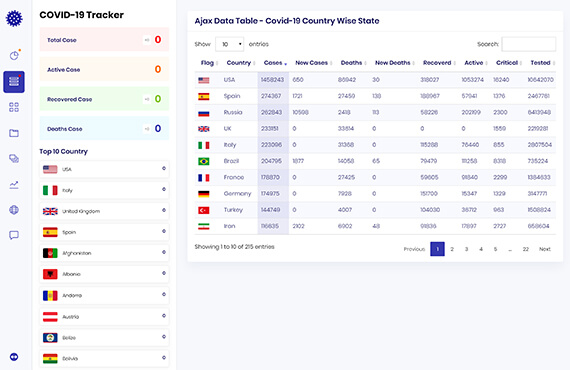 COVID-19 Tracker
Total Case +0 0
Active Case 0
Recovered Case +0 0
Deaths Case +0 0
Top 10 Country
USA 0
Italy 0
United Kingdom 0
Spain 0
Afghanistan 0
Albania 0
Andorra 0
Austria 0
Belize 0
Bolivia 0
Ajax Data Table - Covid-19 Country Wise State
Show 10 entries Search:
Flag Country Cases New Cases Deaths New Deaths Recoverd Active Critical Tested
USA 1458243 650 86942 30 318027 1053274 16240 10642070
Spain 274367 1721 27459 138 188967 57941 1376 2467761
Russia 262843 10598 2418 113 58226 202199 2300 6413948
UK 233151 0 33614 0 0 0 1559 2219281
Italy 223096 0 31368 0 115288 76440 855 2807504
Brazil 204795 1877 14058 65 79479 111258 8318 735224
France 178870 0 27425 0 59605 91840 2299 1384633
Germany 174975 0 7928 0 151700 15347 1329 3147771
Turkey 144749 0 4007 0 104030 36712 963 1508824
Iran 116635 2102 6902 48 91836 17897 2727 658604
Showing 1 to 10 of 215 entries
Previous 1 2 3 4 5 ... 22 Next